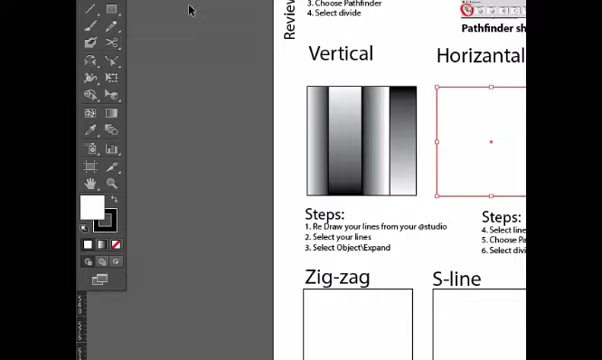 3. Choose Pathfinder
4. Select divide
Review
Pathfinder sh
Vertical
Horizontal
Steps:
1. Re Draw your lines from your @studio
2. Select your lines
3. Select Object\Expand
Steps:
4. Select line
5. Choose Pa
6. Select divi
Zig-zag
S-line